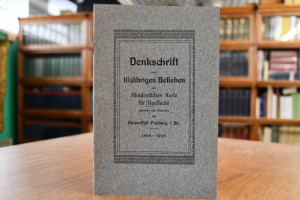 Denkschrift
zum
10jährigen Bestehen
der
Akademischen Kurse
für Kaufleute
Universität Freiburg i. Br.